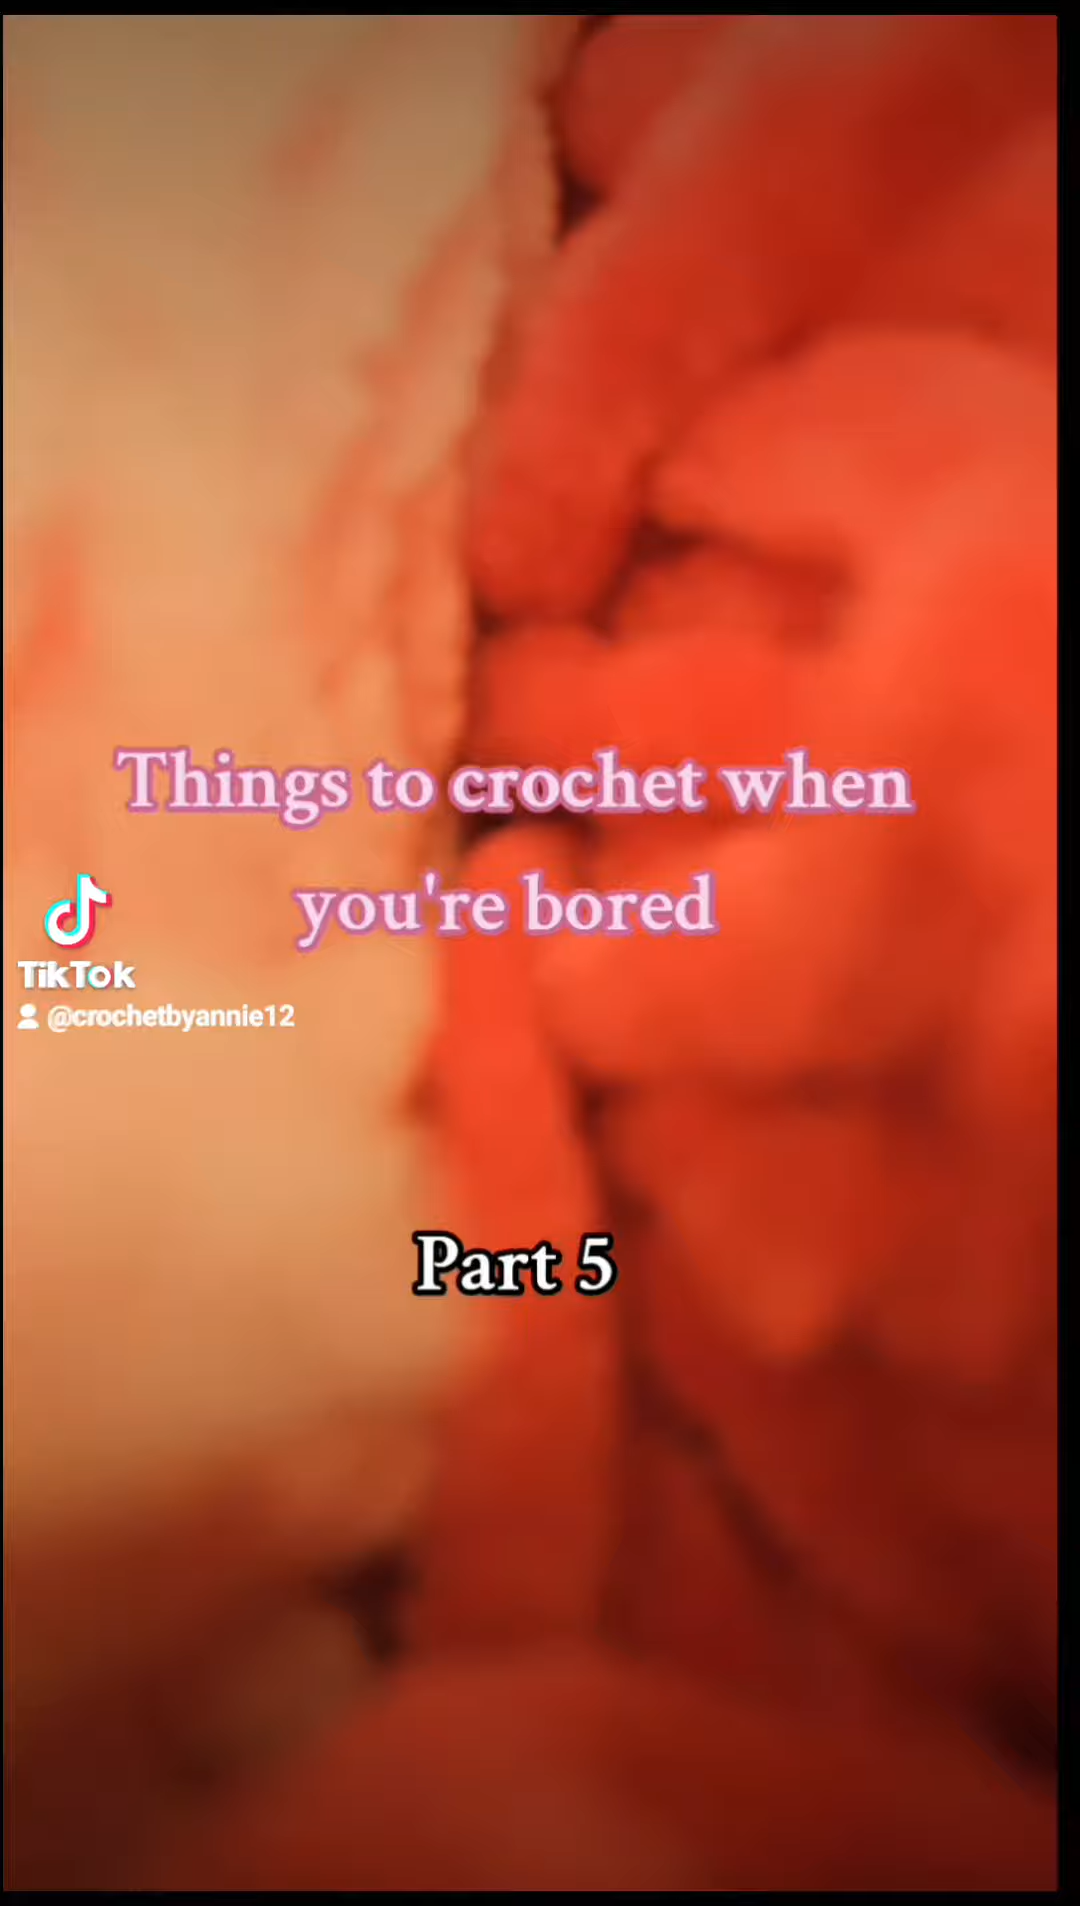 Things to crochet when
you're bored
TikTok
@crochetbyannie12
Part 5